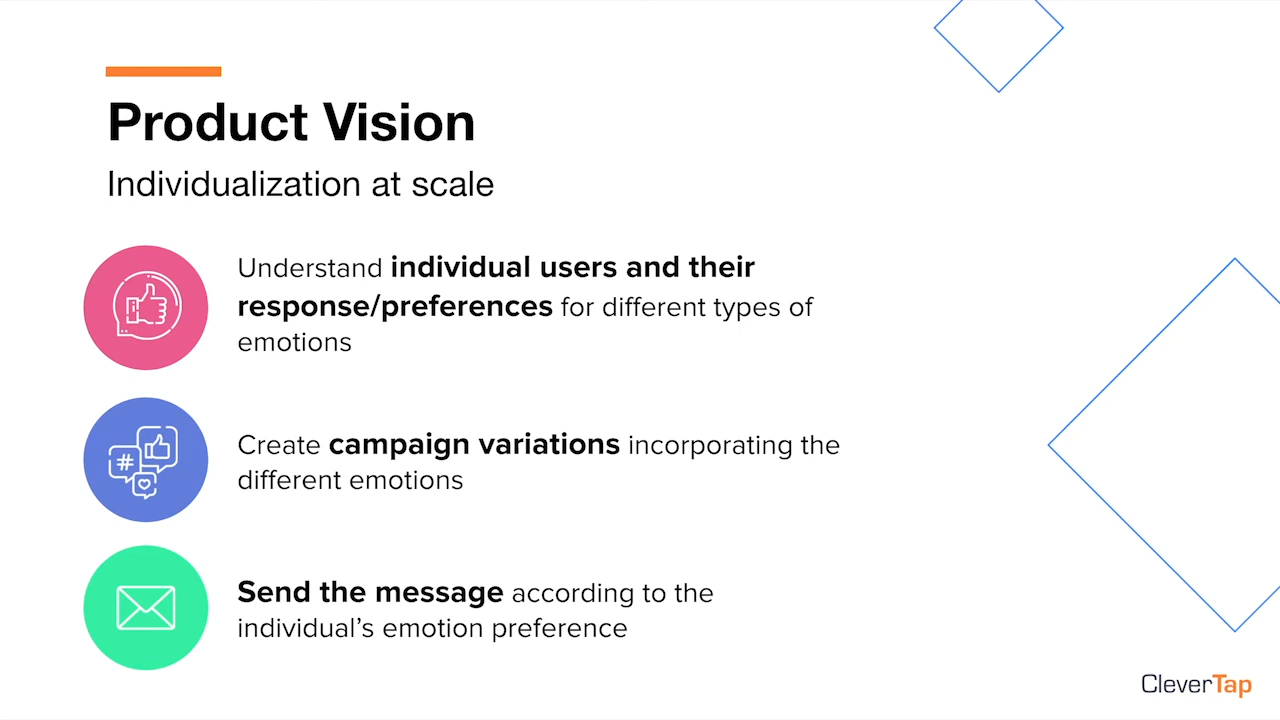 Product Vision
Individualization at scale
Understand individual users and their
response/preferences for different types of
emotions
#
Create campaign variations incorporating the
different emotions
Send the message according to the
individual’s emotion preference
CleverTap